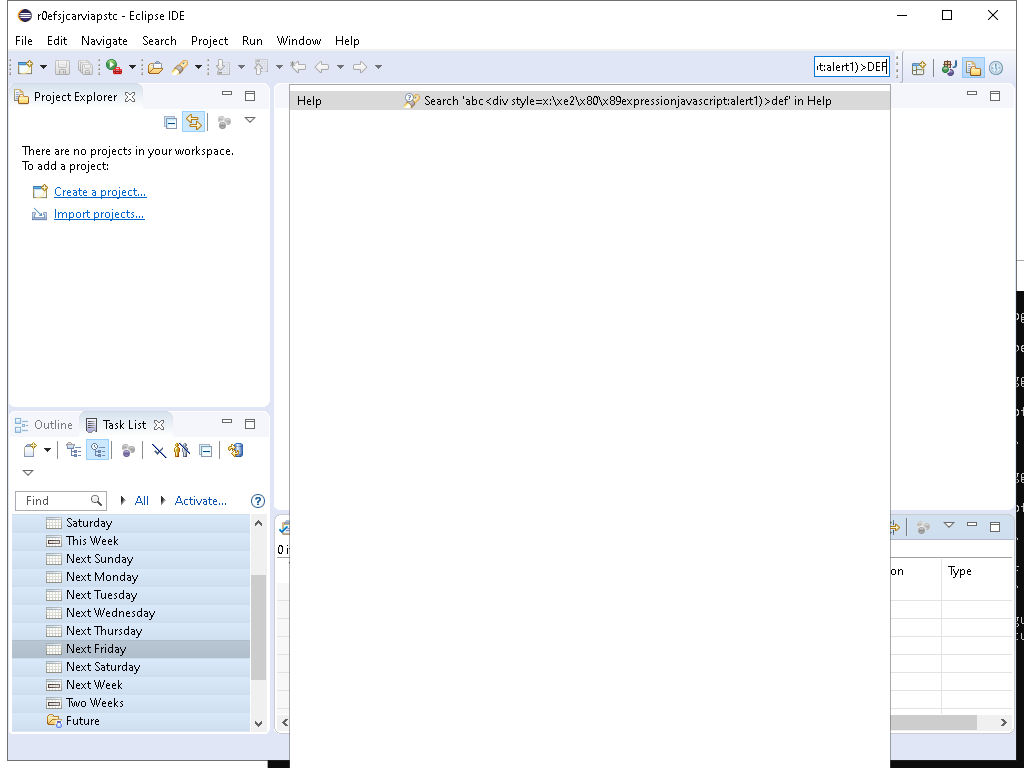 r0efsjcarviapstc - Eclipse IDE
File Edit Navigate Search Project Run Window Help
t:alert1)>DEF
Project Explorer
Help Search 'abc<div style=x:\xe2\x80\x89expressionjavascript:alert1)>def' in Help
There are no projects in your workspace.
To add a project:
Create a project...
Import projects...
Outline Task List
Find All Activate...
Saturday
This Week
Next Sunday
Next Monday
Next Tuesday
Next Wednesday
Next Thursday
Next Friday
Next Saturday
Next Week
Two Weeks
Future
0 i
on Type